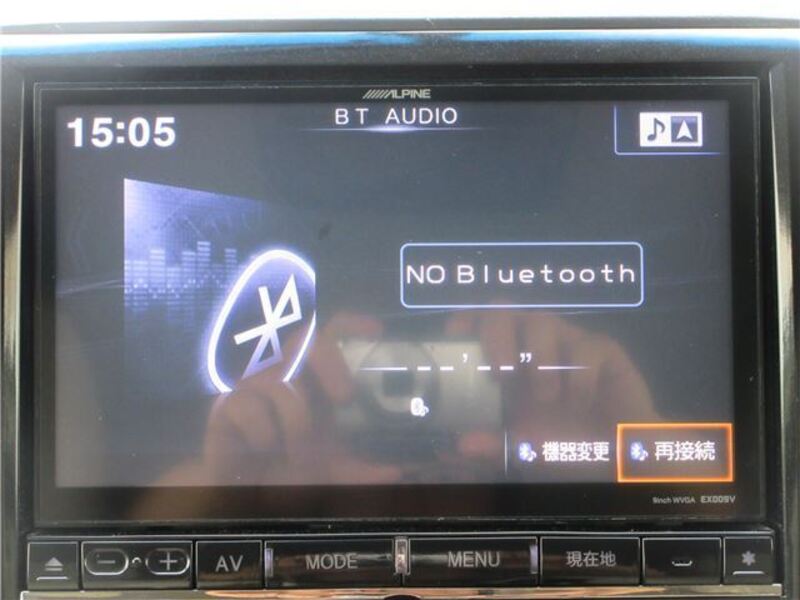 ALPINE
15:05
BT AUDIO
NO Bluetooth
--'--"
機器変更
再接続
9inch WVGA EX009V
AV
MODE
MENU
現在地